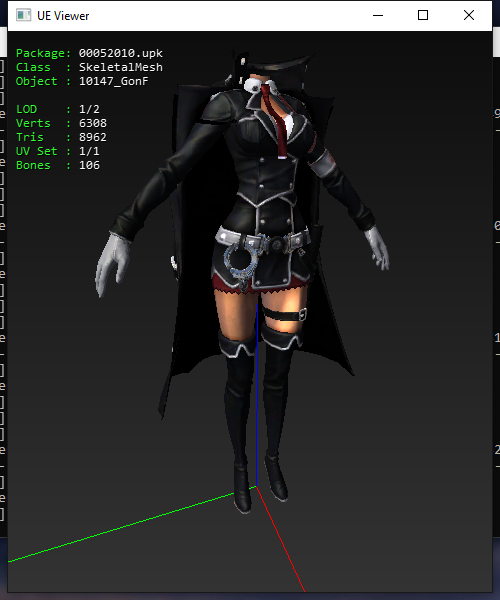 UE Viewer
Package: 00052010.upk
Class : SkeletalMesh
Object : 10147_GonF
LOD : 1/2
Verts : 6308
Tris : 8962
UV Set : 1/1
Bones : 106